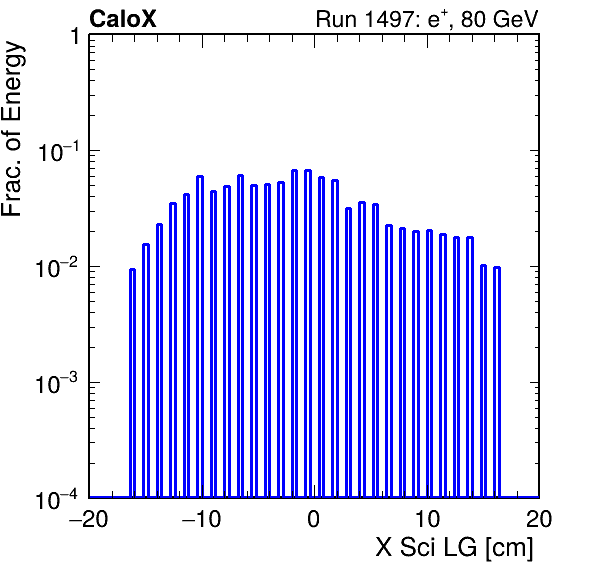 CaloX Run 1497: e⁺, 80 GeV
Frac. of Energy
1
10⁻¹
10⁻²
10⁻³
10⁻⁴
−20 −10 0 10 20
X Sci LG [cm]